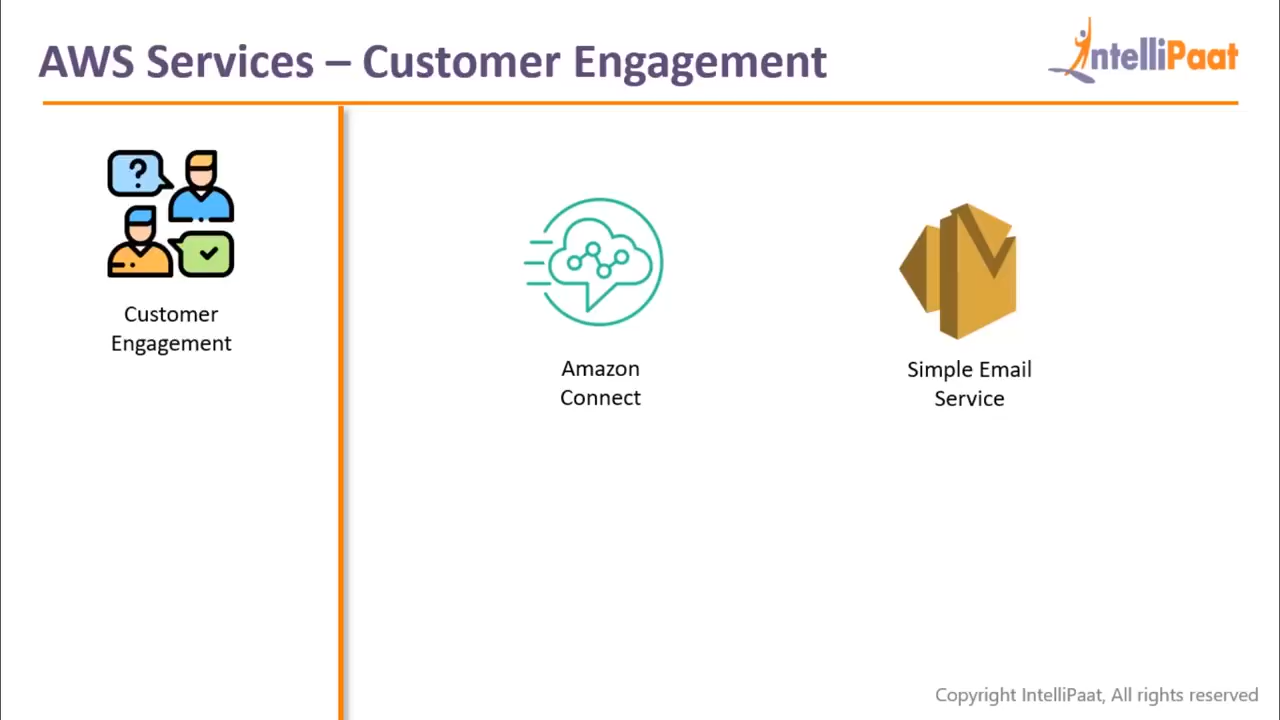 AWS Services – Customer Engagement
IntelliPaat
?
Customer
Engagement
Amazon
Connect
Simple Email
Service
Copyright IntelliPaat, All rights reserved